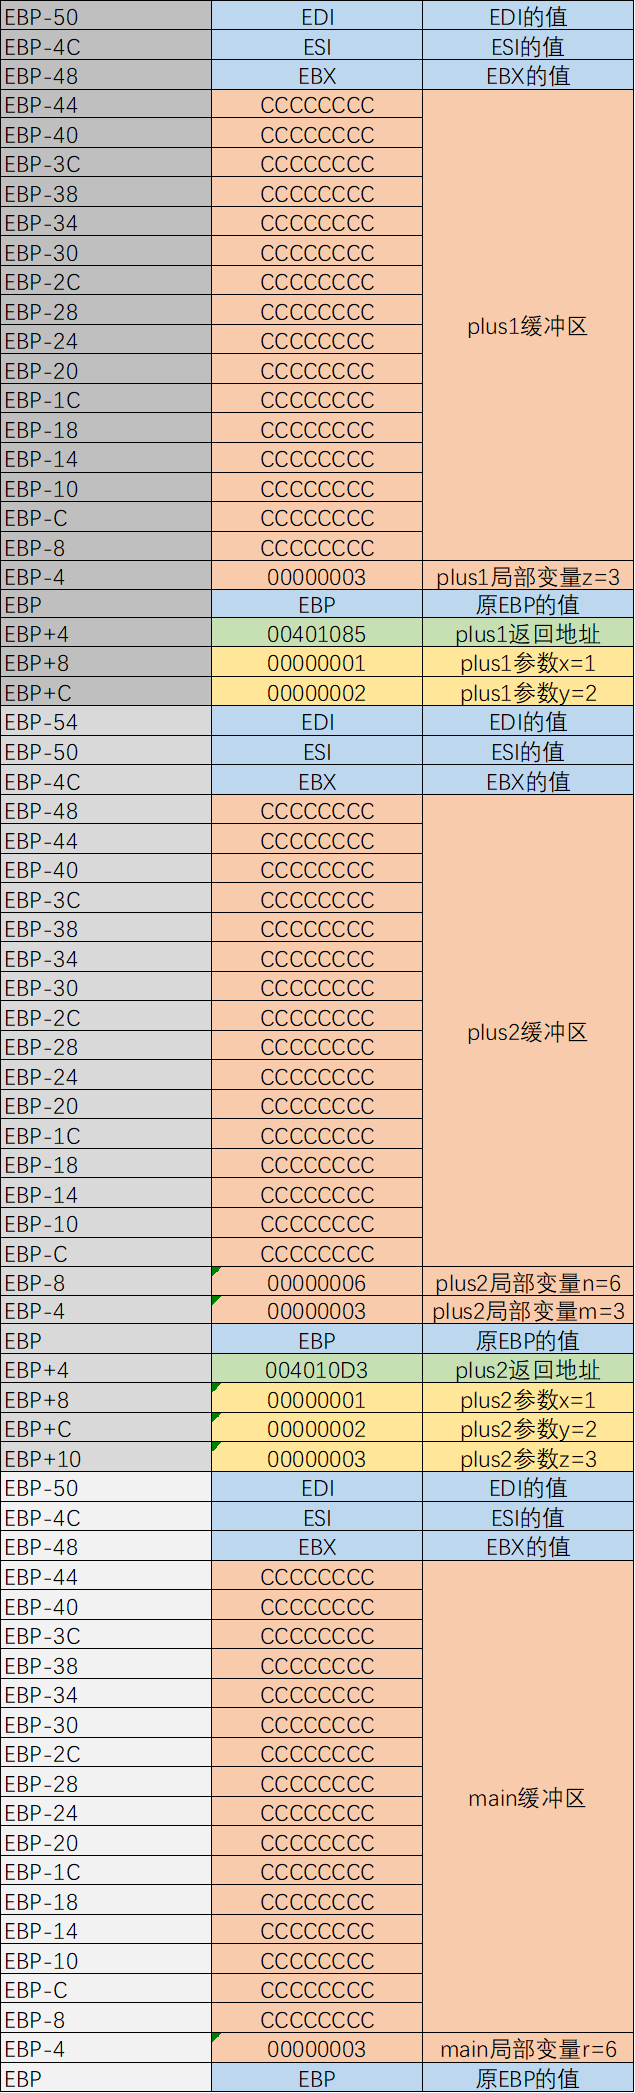 EBP-50 EDI EDI的值
EBP-4C ESI ESI的值
EBP-48 EBX EBX的值
EBP-44 CCCCCCCC
EBP-40 CCCCCCCC
EBP-3C CCCCCCCC
EBP-38 CCCCCCCC
EBP-34 CCCCCCCC
EBP-30 CCCCCCCC
EBP-2C CCCCCCCC
EBP-28 CCCCCCCC
plus1缓冲区
EBP-24 CCCCCCCC
EBP-20 CCCCCCCC
EBP-1C CCCCCCCC
EBP-18 CCCCCCCC
EBP-14 CCCCCCCC
EBP-10 CCCCCCCC
EBP-C CCCCCCCC
EBP-8 CCCCCCCC
EBP-4 00000003 plus1局部变量z=3
EBP EBP 原EBP的值
EBP+4 00401085 plus1返回地址
EBP+8 00000001 plus1参数x=1
EBP+C 00000002 plus1参数y=2
EBP-54 EDI EDI的值
EBP-50 ESI ESI的值
EBP-4C EBX EBX的值
EBP-48 CCCCCCCC
EBP-44 CCCCCCCC
EBP-40 CCCCCCCC
EBP-3C CCCCCCCC
EBP-38 CCCCCCCC
EBP-34 CCCCCCCC
EBP-30 CCCCCCCC
EBP-2C CCCCCCCC
plus2缓冲区
EBP-28 CCCCCCCC
EBP-24 CCCCCCCC
EBP-20 CCCCCCCC
EBP-1C CCCCCCCC
EBP-18 CCCCCCCC
EBP-14 CCCCCCCC
EBP-10 CCCCCCCC
EBP-C CCCCCCCC
EBP-8 00000006 plus2局部变量n=6
EBP-4 00000003 plus2局部变量m=3
EBP EBP 原EBP的值
EBP+4 004010D3 plus2返回地址
EBP+8 00000001 plus2参数x=1
EBP+C 00000002 plus2参数y=2
EBP+10 00000003 plus2参数z=3
EBP-50 EDI EDI的值
EBP-4C ESI ESI的值
EBP-48 EBX EBX的值
EBP-44 CCCCCCCC
EBP-40 CCCCCCCC
EBP-3C CCCCCCCC
EBP-38 CCCCCCCC
EBP-34 CCCCCCCC
EBP-30 CCCCCCCC
EBP-2C CCCCCCCC
EBP-28 CCCCCCCC
main缓冲区
EBP-24 CCCCCCCC
EBP-20 CCCCCCCC
EBP-1C CCCCCCCC
EBP-18 CCCCCCCC
EBP-14 CCCCCCCC
EBP-10 CCCCCCCC
EBP-C CCCCCCCC
EBP-8 CCCCCCCC
EBP-4 00000003 main局部变量r=6
EBP EBP 原EBP的值